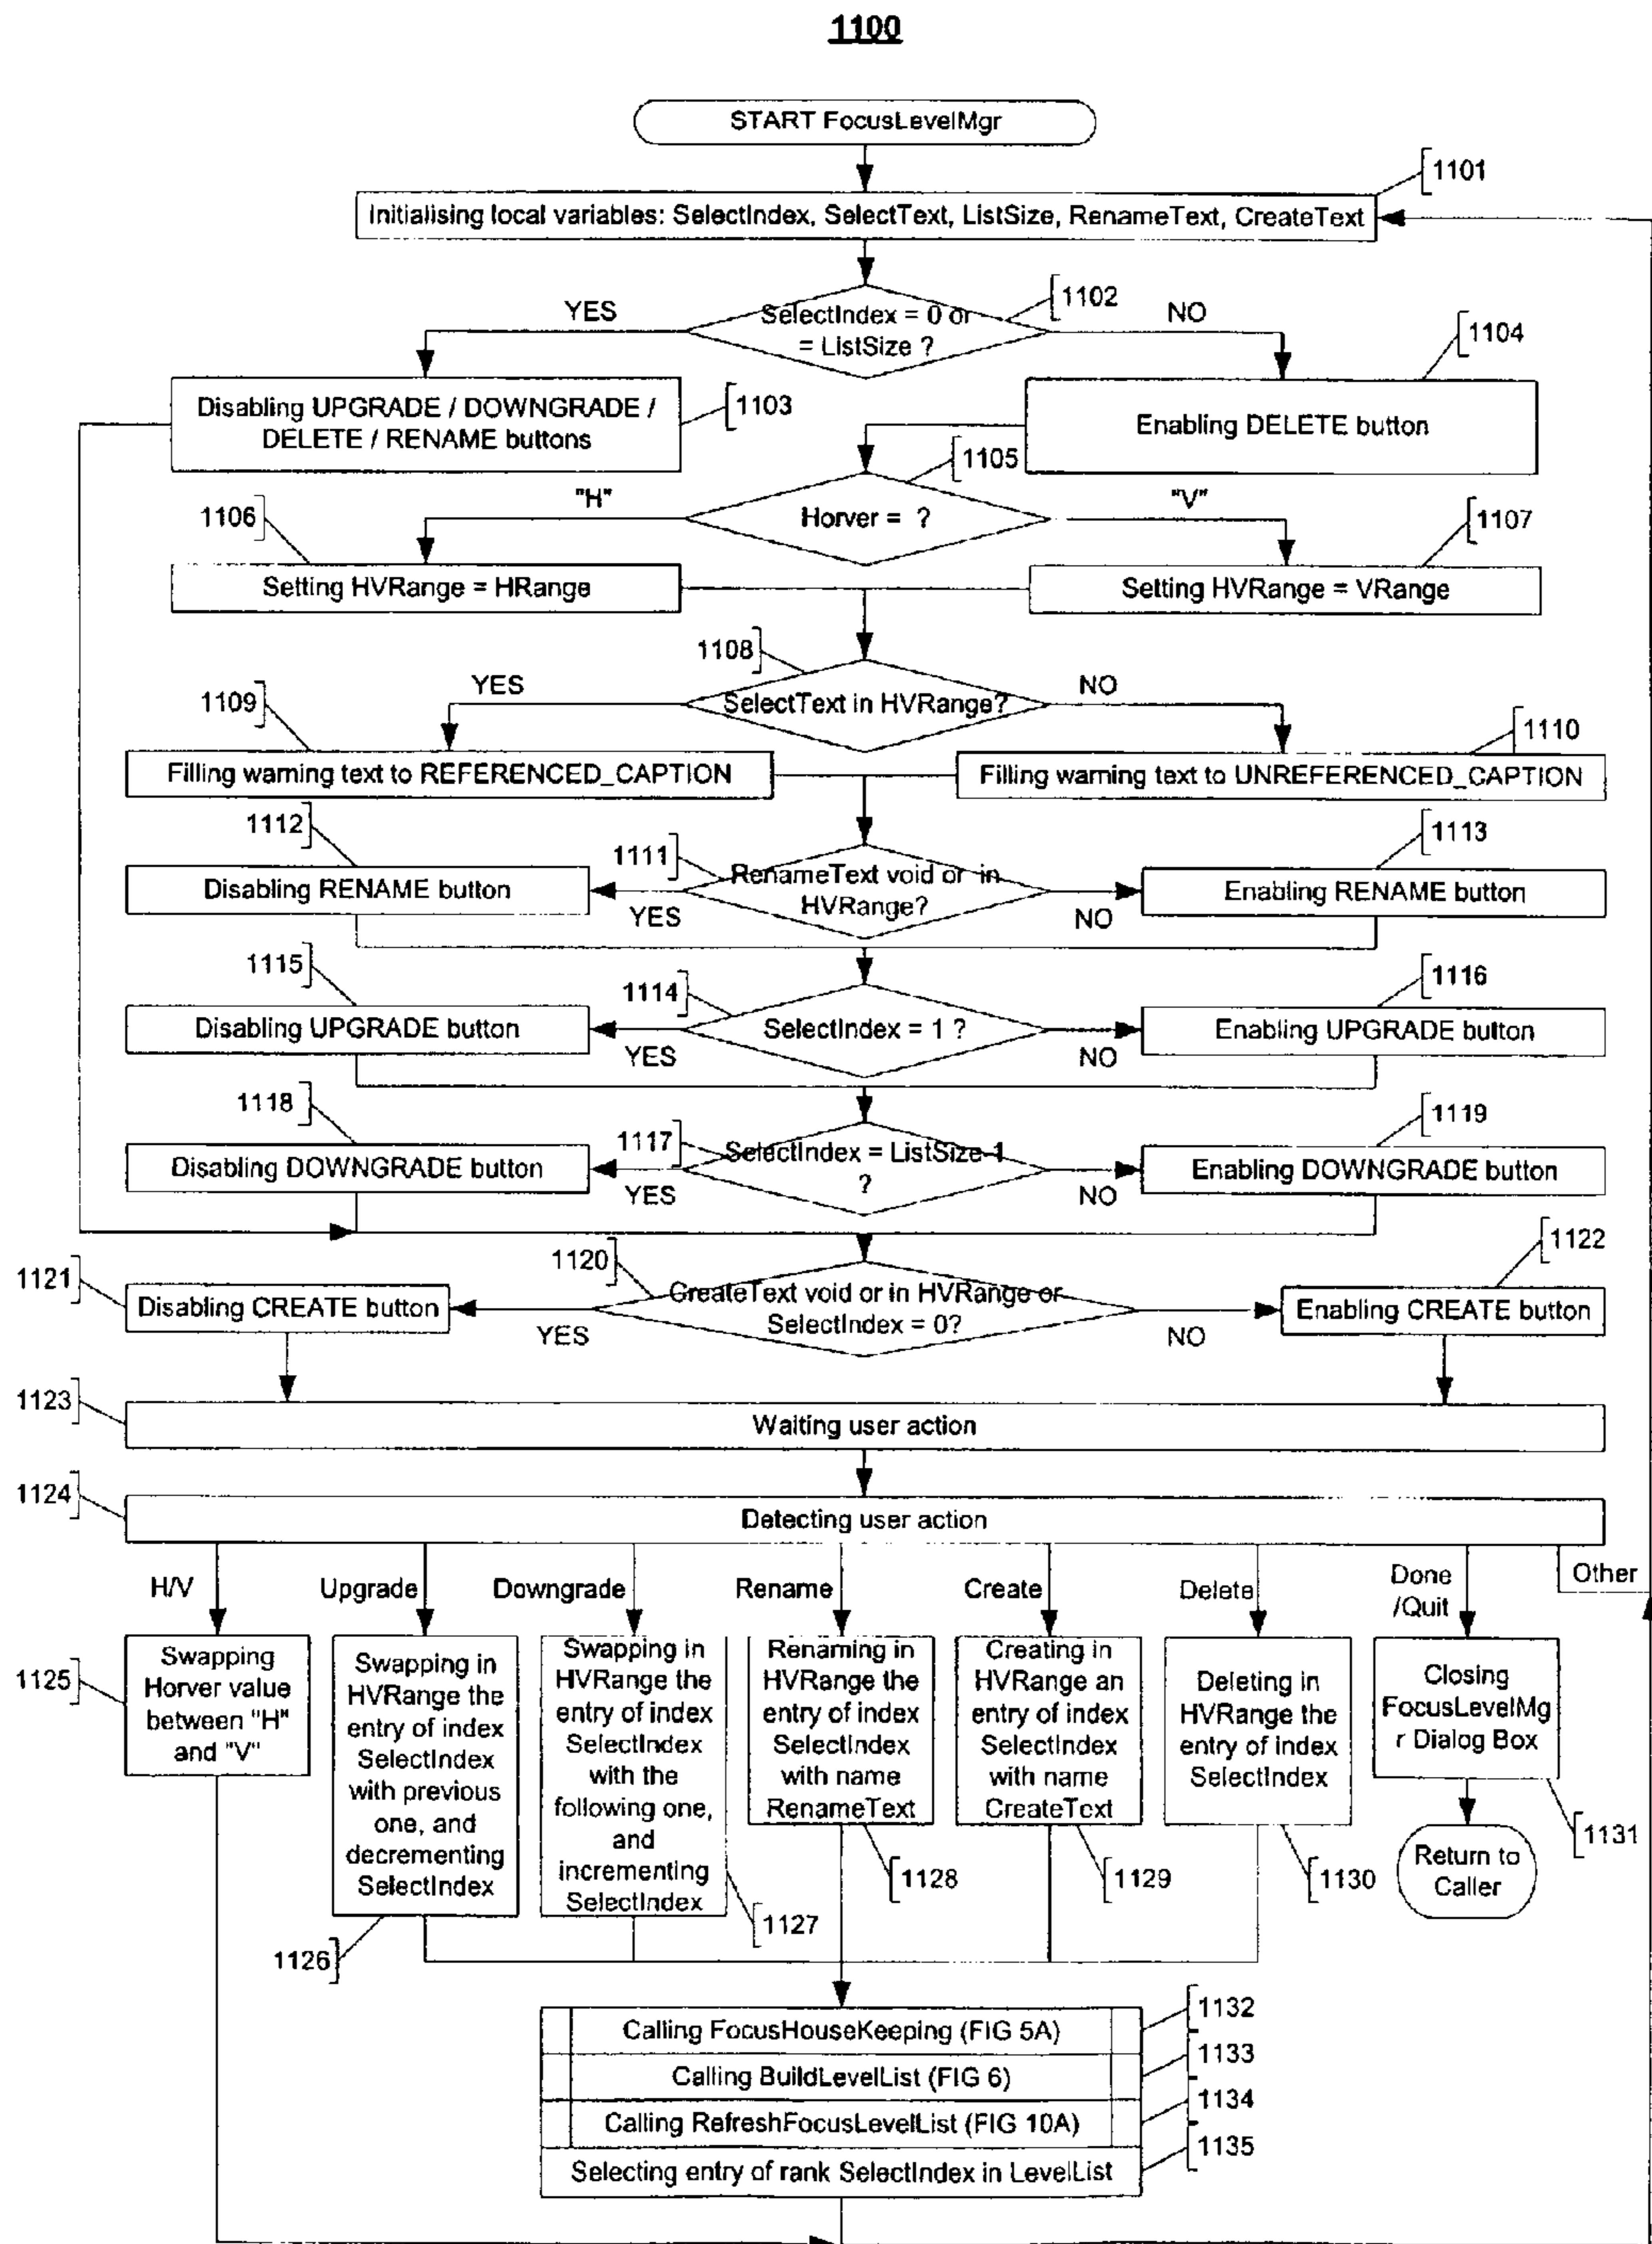 1100
START FocusLevelMgr
1101
Initialising local variables: SelectIndex, SelectText, ListSize, RenameText, CreateText
1102
YES
SelectIndex = 0 or
= ListSize ?
NO
1104
Disabling UPGRADE / DOWNGRADE /
DELETE / RENAME buttons
1103
Enabling DELETE button
1105
"H"
Horver = ?
"V"
1106
1107
Setting HVRange = HRange
Setting HVRange = VRange
1108
YES
SelectText in HVRange?
NO
1109
1110
Filling warning text to REFERENCED_CAPTION
Filling warning text to UNREFERENCED_CAPTION
1112
1111
1113
Disabling RENAME button
YES
RenameText void or in
HVRange?
NO
Enabling RENAME button
1115
1114
1116
Disabling UPGRADE button
YES
SelectIndex = 1 ?
NO
Enabling UPGRADE button
1118
1117
1119
Disabling DOWNGRADE button
YES
SelectIndex = ListSize-1
?
NO
Enabling DOWNGRADE button
1120
1122
1121
Disabling CREATE button
YES
CreateText void or in HVRange or
SelectIndex = 0?
NO
Enabling CREATE button
1123
Waiting user action
1124
Detecting user action
H/V
Upgrade
Downgrade
Rename
Create
Delete
Done
/Quit
Other
1125
Swapping
Horver value
between "H"
and "V"
Swapping in
HVRange the
entry of index
SelectIndex
with previous
one, and
decrementing
SelectIndex
1126
Swapping in
HVRange the
entry of index
SelectIndex
with the
following one,
and
incrementing
SelectIndex
1127
Renaming in
HVRange the
entry of index
SelectIndex
with name
RenameText
1128
Creating in
HVRange an
entry of index
SelectIndex
with name
CreateText
1129
Deleting in
HVRange the
entry of index
SelectIndex
1130
Closing
FocusLevelMg
r Dialog Box
1131
Return to
Caller
1132
Calling FocusHouseKeeping (FIG 5A)
1133
Calling BuildLevelList (FIG 6)
1134
Calling RefreshFocusLevelList (FIG 10A)
1135
Selecting entry of rank SelectIndex in LevelList